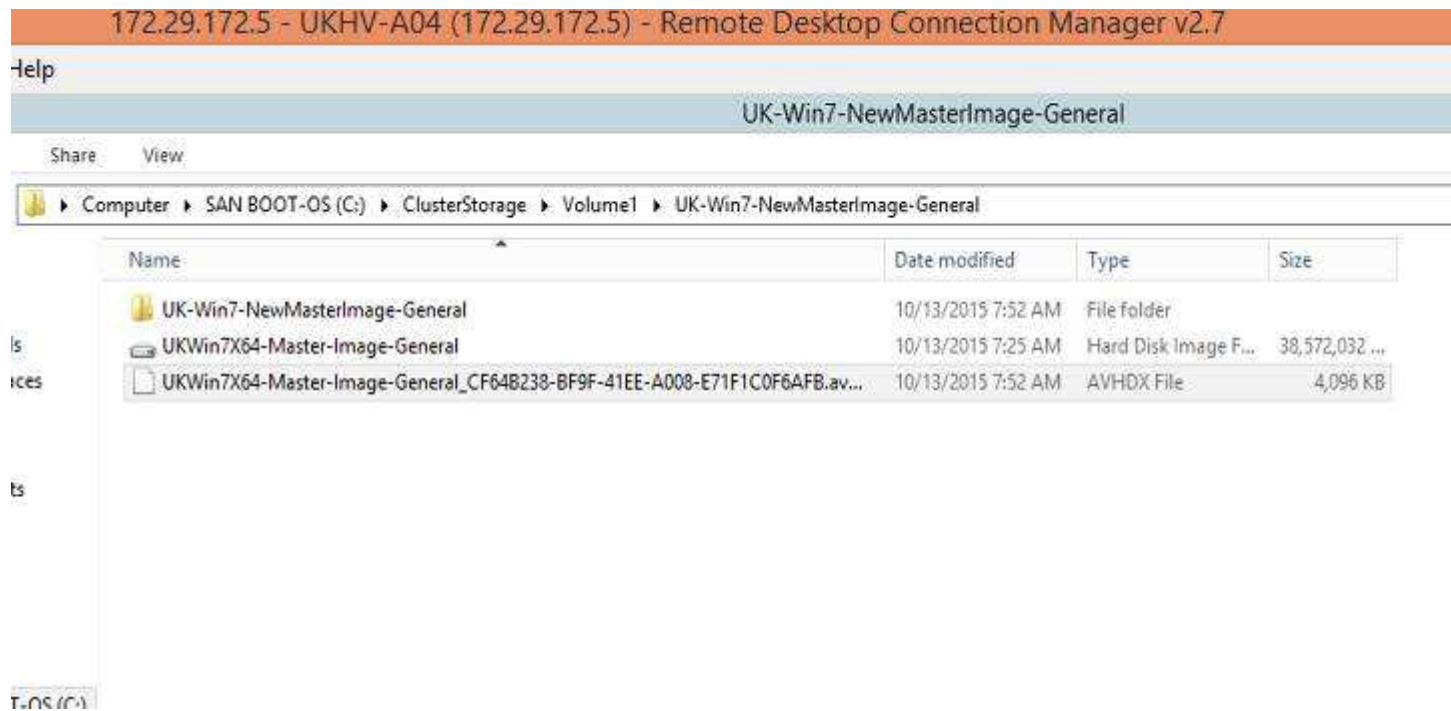 172.29.172.5 - UKHV-A04 (172.29.172.5) - Remote Desktop Connection Manager v2.7
Help
UK-Win7-NewMasterImage-General
Share View
Computer ▸ SAN BOOT-OS (C:) ▸ ClusterStorage ▸ Volume1 ▸ UK-Win7-NewMasterImage-General
Name Date modified Type Size
UK-Win7-NewMasterImage-General 10/13/2015 7:52 AM File folder
ls UKWin7X64-Master-Image-General 10/13/2015 7:25 AM Hard Disk Image F... 38,572,032 ...
ices UKWin7X64-Master-Image-General_CF64B238-BF9F-41EE-A008-E71F1C0F6AFB.av... 10/13/2015 7:52 AM AVHDX File 4,096 KB
ts
T-OS (C:)